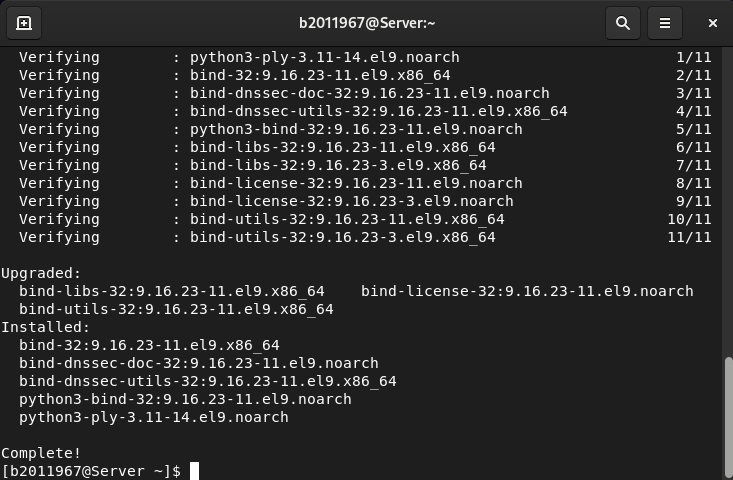 b2011967@Server:~
Verifying : python3-ply-3.11-14.el9.noarch 1/11
Verifying : bind-32:9.16.23-11.el9.x86_64 2/11
Verifying : bind-dnssec-doc-32:9.16.23-11.el9.noarch 3/11
Verifying : bind-dnssec-utils-32:9.16.23-11.el9.x86_64 4/11
Verifying : python3-bind-32:9.16.23-11.el9.noarch 5/11
Verifying : bind-libs-32:9.16.23-11.el9.x86_64 6/11
Verifying : bind-libs-32:9.16.23-3.el9.x86_64 7/11
Verifying : bind-license-32:9.16.23-11.el9.noarch 8/11
Verifying : bind-license-32:9.16.23-3.el9.noarch 9/11
Verifying : bind-utils-32:9.16.23-11.el9.x86_64 10/11
Verifying : bind-utils-32:9.16.23-3.el9.x86_64 11/11
Upgraded:
bind-libs-32:9.16.23-11.el9.x86_64 bind-license-32:9.16.23-11.el9.noarch
bind-utils-32:9.16.23-11.el9.x86_64
Installed:
bind-32:9.16.23-11.el9.x86_64
bind-dnssec-doc-32:9.16.23-11.el9.noarch
bind-dnssec-utils-32:9.16.23-11.el9.x86_64
python3-bind-32:9.16.23-11.el9.noarch
python3-ply-3.11-14.el9.noarch
Complete!
[b2011967@Server ~]$